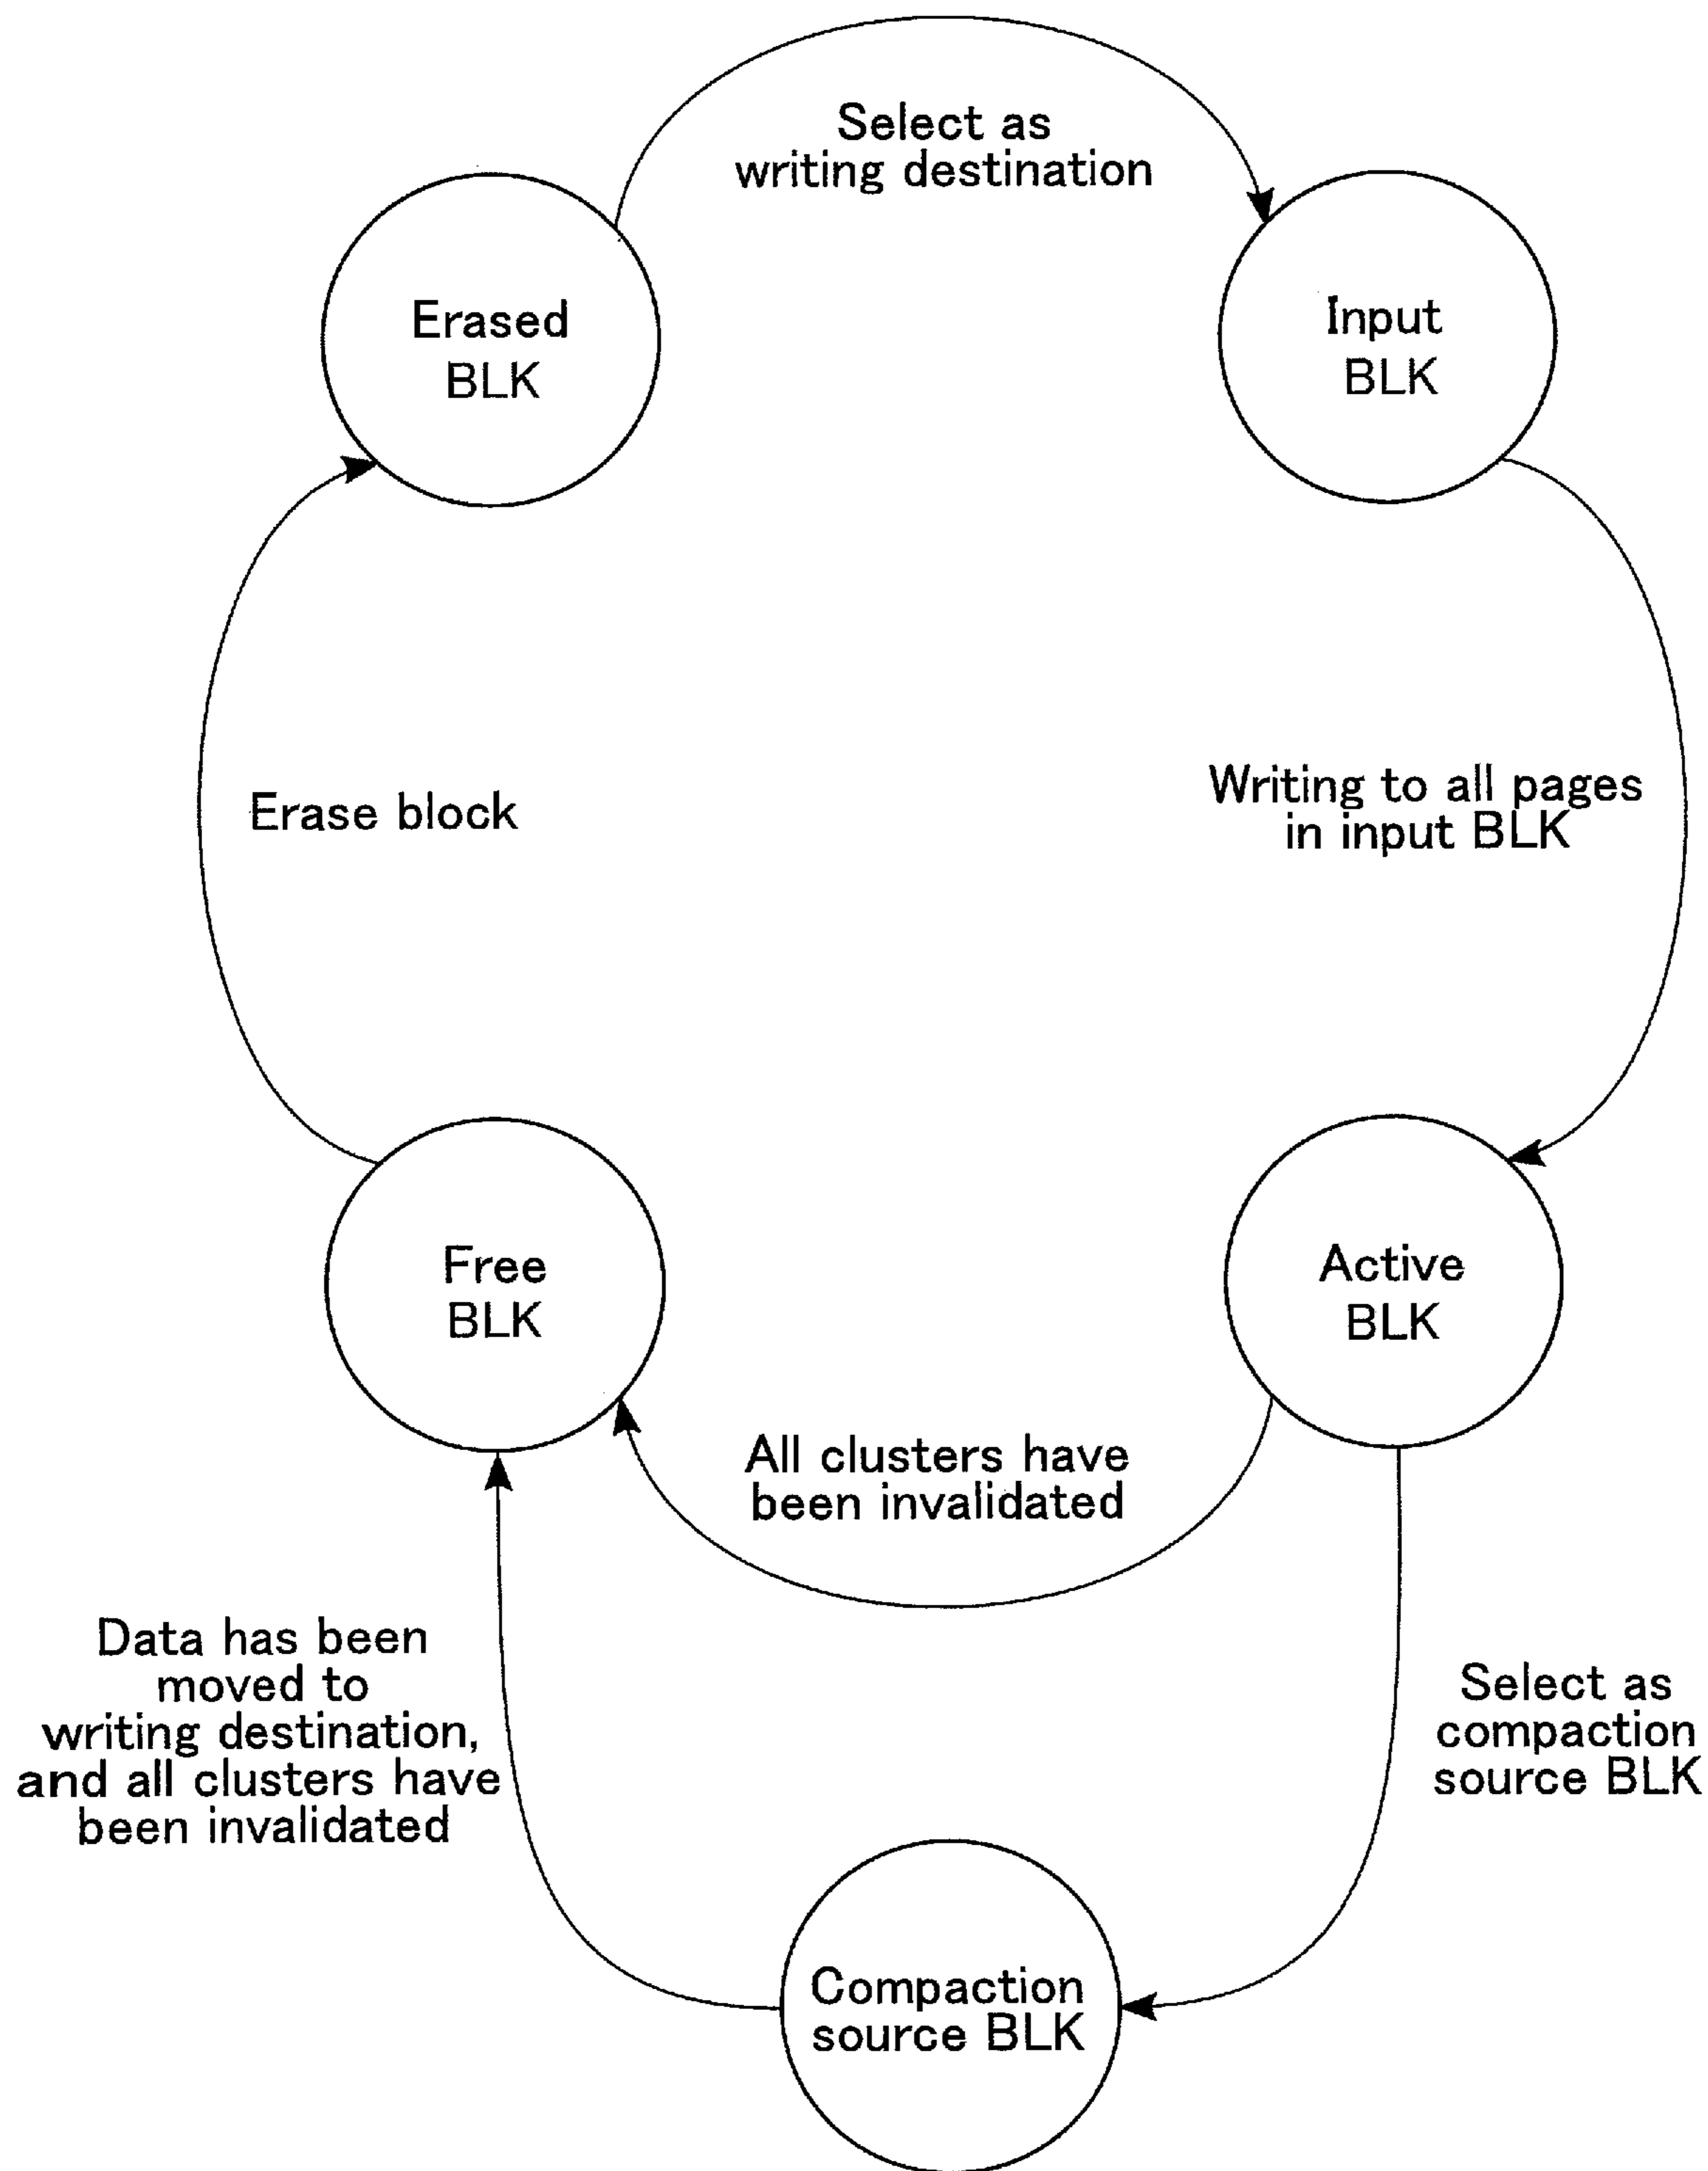 Select as
writing destination
Erased
BLK
Input
BLK
Erase block
Writing to all pages
in input BLK
Free
BLK
Active
BLK
All clusters have
been invalidated
Data has been
moved to
writing destination,
and all clusters have
been invalidated
Select as
compaction
source BLK
Compaction
source BLK